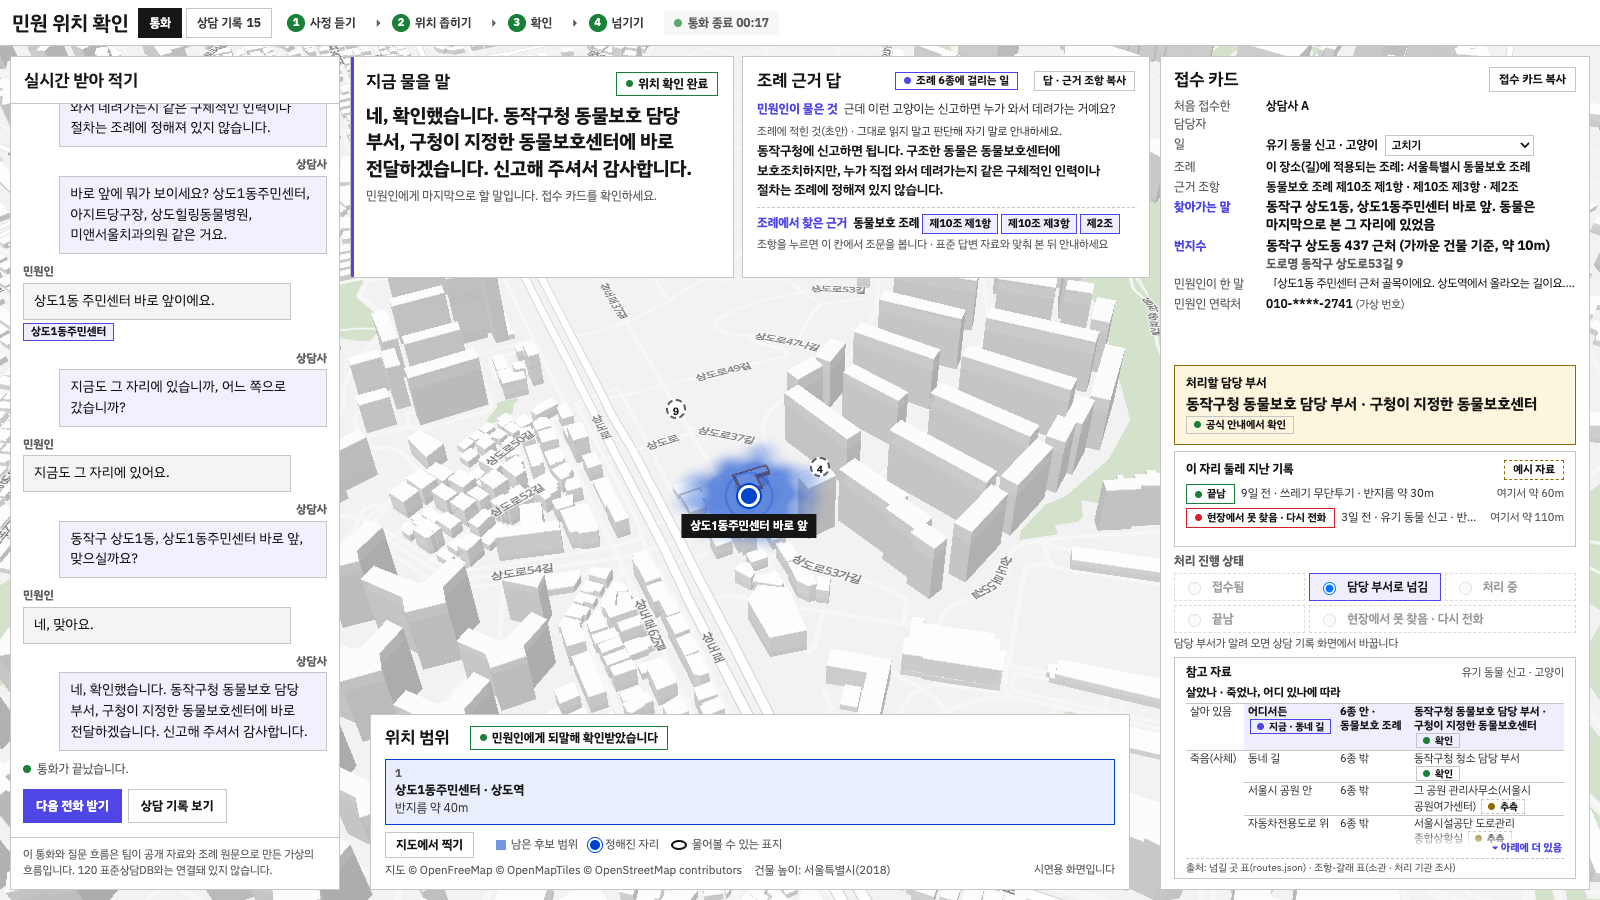 민원 위치 확인
통화
상담 기록 15
1 사정 듣기
2 위치 좁히기
3 확인
4 넘기기
통화 종료 00:17
실시간 받아 적기
와서 데려가는지 같은 구체적인 인력이나
절차는 조례에 정해져 있지 않습니다.
상담사
바로 앞에 뭐가 보이세요? 상도1동주민센터,
아지트당구장, 상도힐링동물병원,
미앤서울치과의원 같은 거요.
민원인
상도1동 주민센터 바로 앞이에요.
상도1동주민센터
상담사
지금도 그 자리에 있습니까, 어느 쪽으로
갔습니까?
민원인
지금도 그 자리에 있어요.
상담사
동작구 상도1동, 상도1동주민센터 바로 앞,
맞으실까요?
민원인
네, 맞아요.
상담사
네, 확인했습니다. 동작구청 동물보호 담당
부서, 구청이 지정한 동물보호센터에 바로
전달하겠습니다. 신고해 주셔서 감사합니다.
통화가 끝났습니다.
다음 전화 받기
상담 기록 보기
이 통화와 질문 흐름은 팀이 공개 자료와 조례 원문으로 만든 가상의
흐름입니다. 120 표준상담DB와는 연결돼 있지 않습니다.
지금 물을 말
위치 확인 완료
네, 확인했습니다. 동작구청 동물보호 담당
부서, 구청이 지정한 동물보호센터에 바로
전달하겠습니다. 신고해 주셔서 감사합니다.
민원인에게 마지막으로 할 말입니다. 접수 카드를 확인하세요.
조례 근거 답
조례 6종에 걸리는 일
답 · 근거 조항 복사
민원인이 물은 것 근데 이런 고양이는 신고하면 누가 와서 데려가는 거예요?
조례에 적힌 것(초안) · 그대로 읽지 말고 판단해 자기 말로 안내하세요.
동작구청에 신고하면 됩니다. 구조한 동물은 동물보호센터에
보호조치하지만, 누가 직접 와서 데려가는지 같은 구체적인 인력이나
절차는 조례에 정해져 있지 않습니다.
조례에서 찾은 근거 동물보호 조례 제10조 제1항 제10조 제3항 제2조
조항을 누르면 이 칸에서 조문을 봅니다 · 표준 답변 자료와 맞춰 본 뒤 안내하세요
상도로37길
상도로53길
상도로47나길
상도로49길
9
상도로
상도로37길
상도로
상도로50길
4
상도로52길
상도1동주민센터 바로 앞
상도로54길
상도로53가길
상도로55길
상도로62길
상도로
위치 범위
민원인에게 되말해 확인받았습니다
1
상도1동주민센터 · 상도역
반지름 약 40m
지도에서 찍기
남은 후보 범위
정해진 자리
물어볼 수 있는 표지
지도 © OpenFreeMap © OpenMapTiles © OpenStreetMap contributors 건물 높이: 서울특별시(2018)
시연용 화면입니다
접수 카드
접수 카드 복사
처음 접수한 담당자 상담사 A
일 유기 동물 신고 · 고양이 고치기
조례 이 장소(길)에 적용되는 조례: 서울특별시 동물보호 조례
근거 조항 동물보호 조례 제10조 제1항 · 제10조 제3항 · 제2조
찾아가는 말 동작구 상도1동, 상도1동주민센터 바로 앞. 동물은
마지막으로 본 그 자리에 있었음
번지수 동작구 상도동 437 근처 (가까운 건물 기준, 약 10m)
도로명 동작구 상도로53길 9
민원인이 한 말 「상도1동 주민센터 근처 골목이에요. 상도역에서 올라오는 길이요.…
민원인 연락처 010-****-2741 (가상 번호)
처리할 담당 부서
동작구청 동물보호 담당 부서 · 구청이 지정한 동물보호센터
공식 안내에서 확인
이 자리 둘레 지난 기록
예시 자료
끝남 9일 전 · 쓰레기 무단투기 · 반지름 약 30m 여기서 약 60m
현장에서 못 찾음 · 다시 전화 3일 전 · 유기 동물 신고 · 반… 여기서 약 110m
처리 진행 상태
접수됨
담당 부서로 넘김
처리 중
끝남
현장에서 못 찾음 · 다시 전화
담당 부서가 알려 오면 상담 기록 화면에서 바꿉니다
참고 자료
유기 동물 신고 · 고양이
살았나 · 죽었나, 어디 있나에 따라
살아 있음 어디서든 6종 안 · 동작구청 동물보호 담당 부서 ·
지금 · 동네 길 동물보호 조례 구청이 지정한 동물보호센터
확인
죽음(사체) 동네 길 6종 밖 동작구청 청소 담당 부서
확인
서울시 공원 안 6종 밖 그 공원 관리사무소(서울시
공원여가센터) 추측
자동차전용도로 위 6종 밖 서울시설공단 도로관리
종합상황실 추측
아래에 더 있음
출처: 넘길 곳 표(routes.json) · 조항-갈래 표(소관 · 처리 기관 조사)